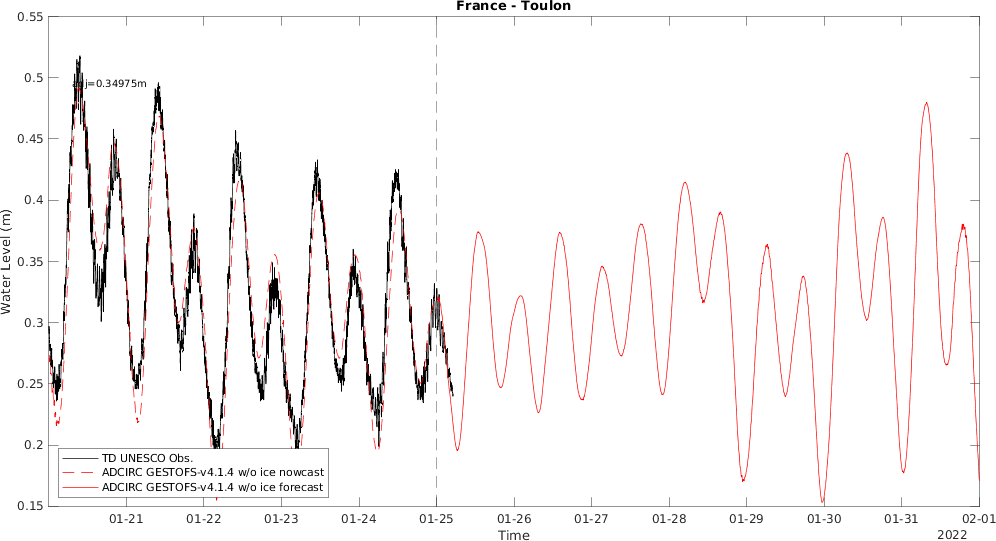 France - Toulon
Water Level (m)
0.55
0.5
0.45
0.4
0.35
0.3
0.25
0.2
0.15
j=0.34975m
TD UNESCO Obs.
ADCIRC GESTOFS-v4.1.4 w/o ice nowcast
ADCIRC GESTOFS-v4.1.4 w/o ice forecast
01-21 01-22 01-23 01-24 01-25 01-26 01-27 01-28 01-29 01-30 01-31 02-01
Time
2022